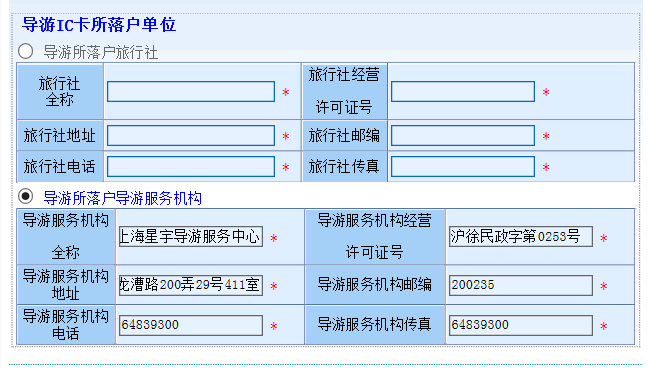 导游IC卡所落户单位
导游所落户旅行社
旅行社
全称
*
旅行社经营
许可证号
*
旅行社地址
*
旅行社邮编
*
旅行社电话
*
旅行社传真
*
导游所落户导游服务机构
导游服务机构
全称
上海星宇导游服务中心
*
导游服务机构经营
许可证号
沪徐民政字第0253号
*
导游服务机构
地址
龙漕路200弄29号411室
*
导游服务机构邮编
200235
*
导游服务机构
电话
64839300
*
导游服务机构传真
64839300
*